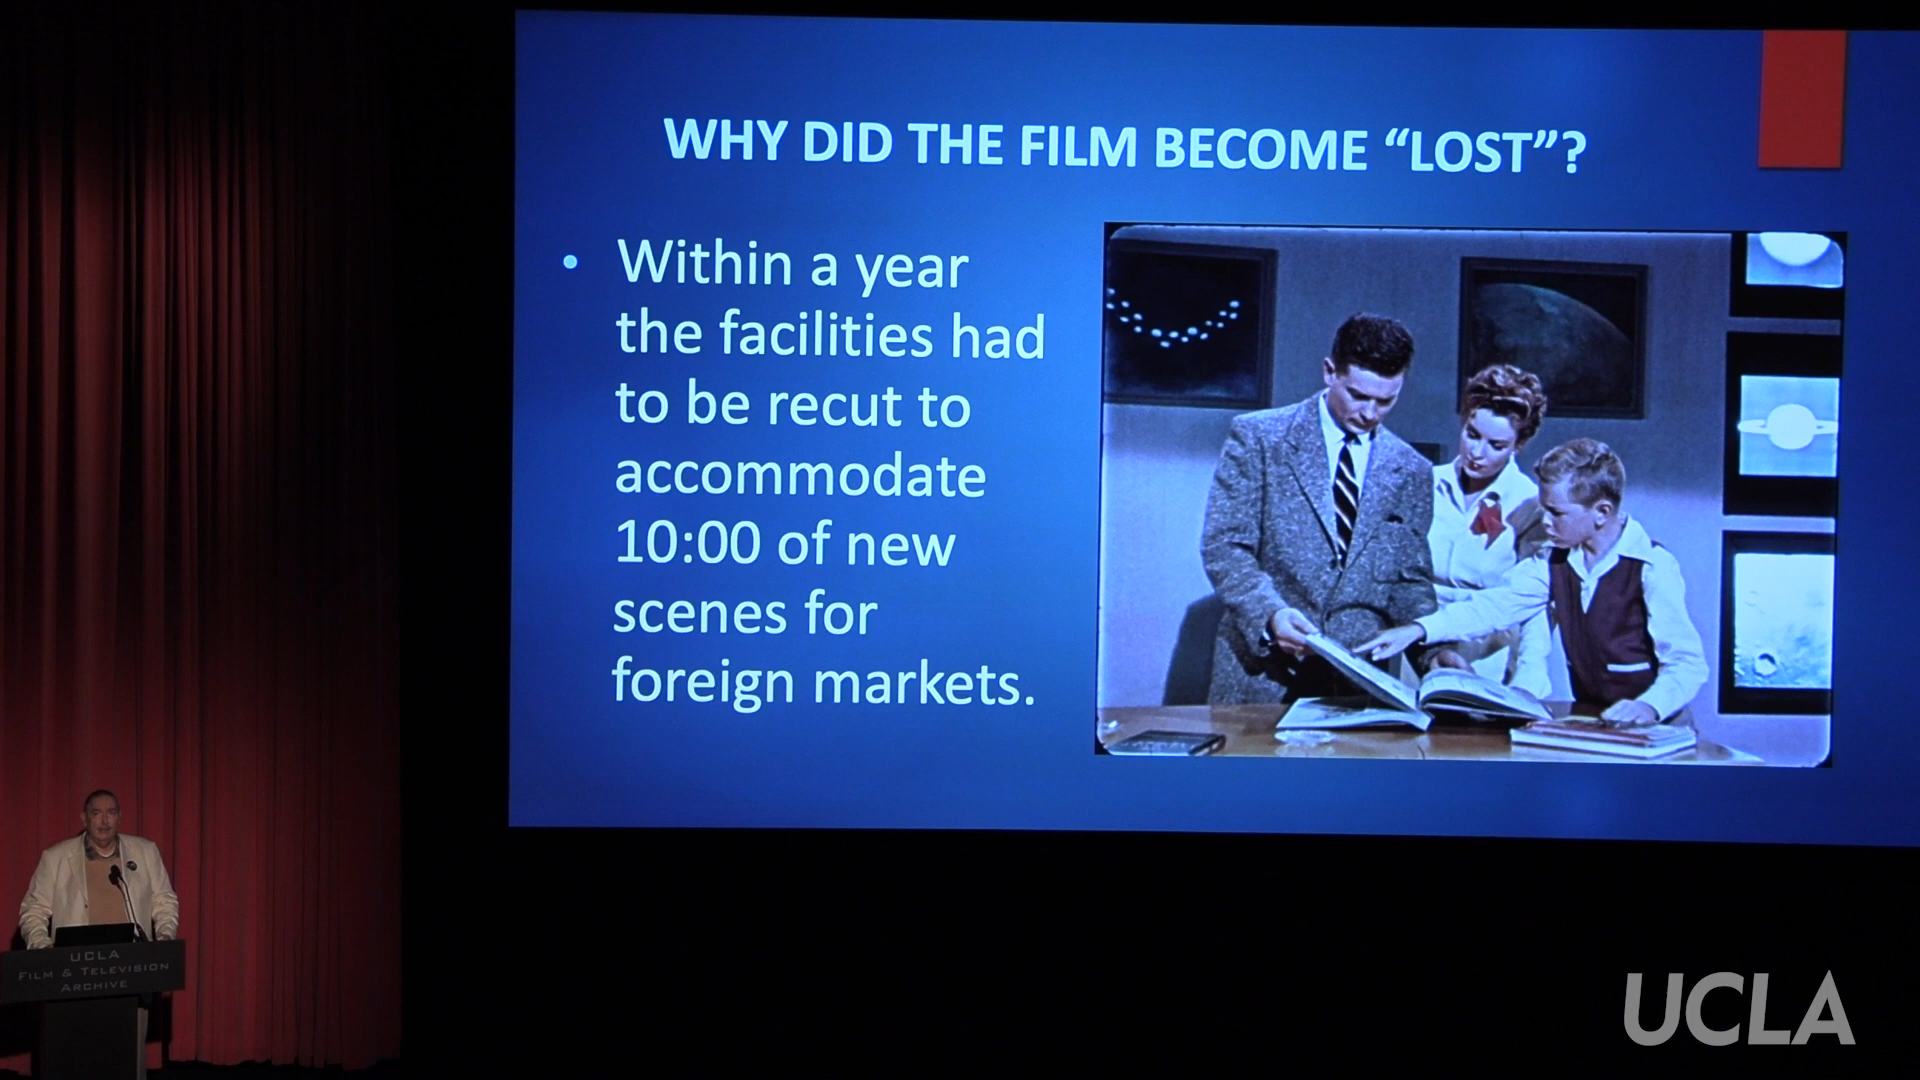 WHY DID THE FILM BECOME “LOST”?
• Within a year
the facilities had
to be recut to
accommodate
10:00 of new
scenes for
foreign markets.
UCLA
FILM & TELEVISION
ARCHIVE
UCLA